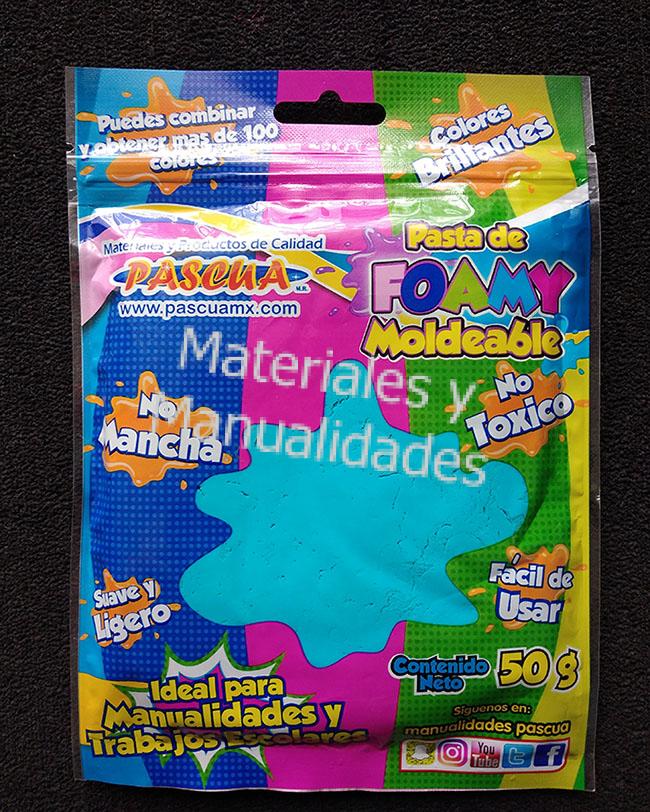 Puedes combinar
y obtener mas de 100
colores
Colores
Brillantes
Materiales y Productos de Calidad
PASCUA M.R.
www.pascuamx.com
Pasta de
FOAMY
Moldeable
Materiales y
Manualidades
No
Mancha
No
Toxico
Suave y
Ligero
Fácil de
Usar
Ideal para
Manualidades y
Trabajos Escolares
Contenido
Neto
50 g
Síguenos en:
manualidades pascua
You
Tube